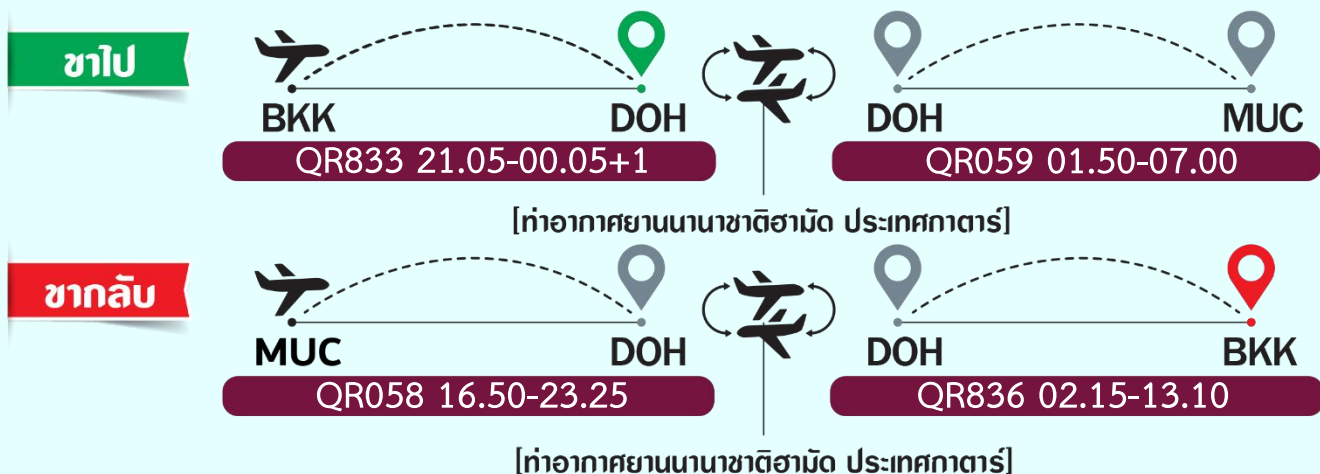 ขาไป
BKK DOH DOH MUC
QR833 21.05-00.05+1 QR059 01.50-07.00
[ท่าอากาศยานนานาชาติฮามัด ประเทศกาตาร์]
ขากลับ
MUC DOH DOH BKK
QR058 16.50-23.25 QR836 02.15-13.10
[ท่าอากาศยานนานาชาติฮามัด ประเทศกาตาร์]